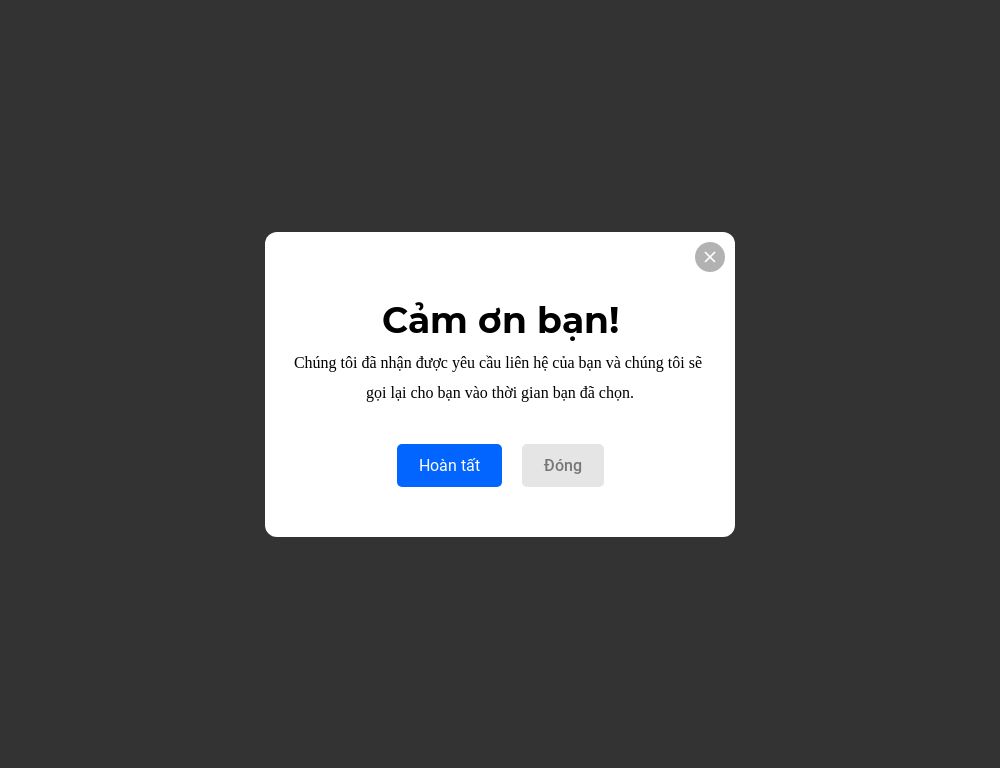 Cảm ơn bạn!
Chúng tôi đã nhận được yêu cầu liên hệ của bạn và chúng tôi sẽ
gọi lại cho bạn vào thời gian bạn đã chọn.
Hoàn tất
Đóng